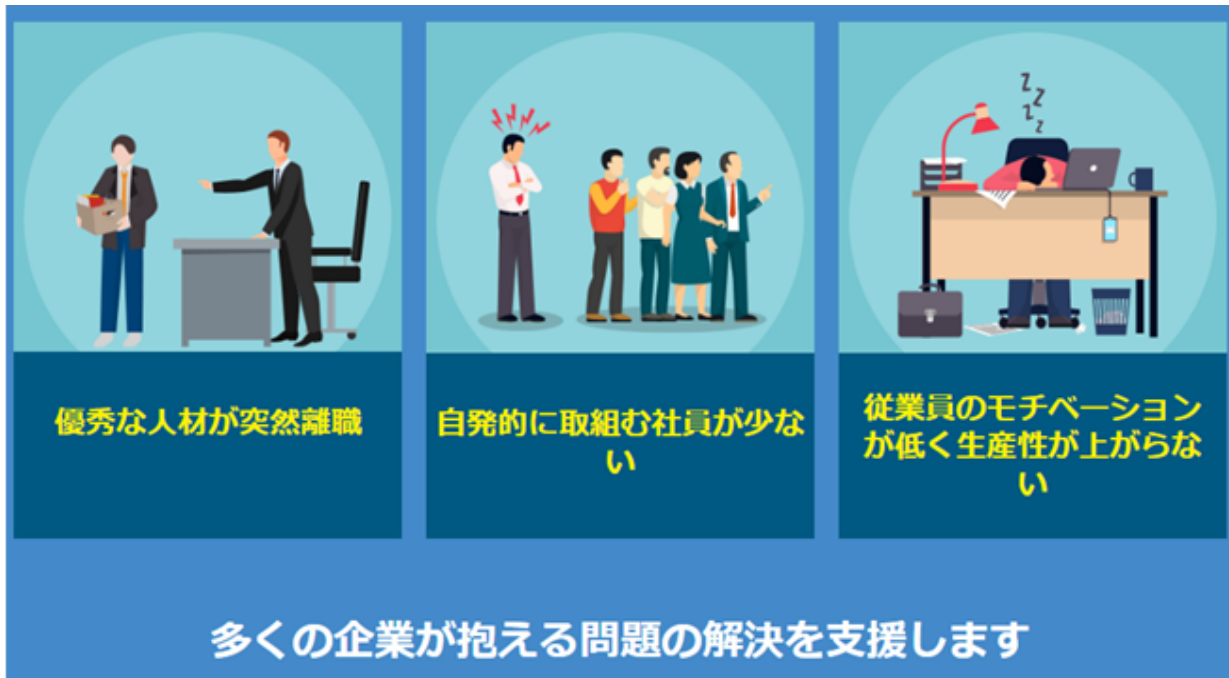 優秀な人材が突然離職
自発的に取組む社員が少な
い
従業員のモチベーション
が低く生産性が上がらな
い
多くの企業が抱える問題の解決を支援します